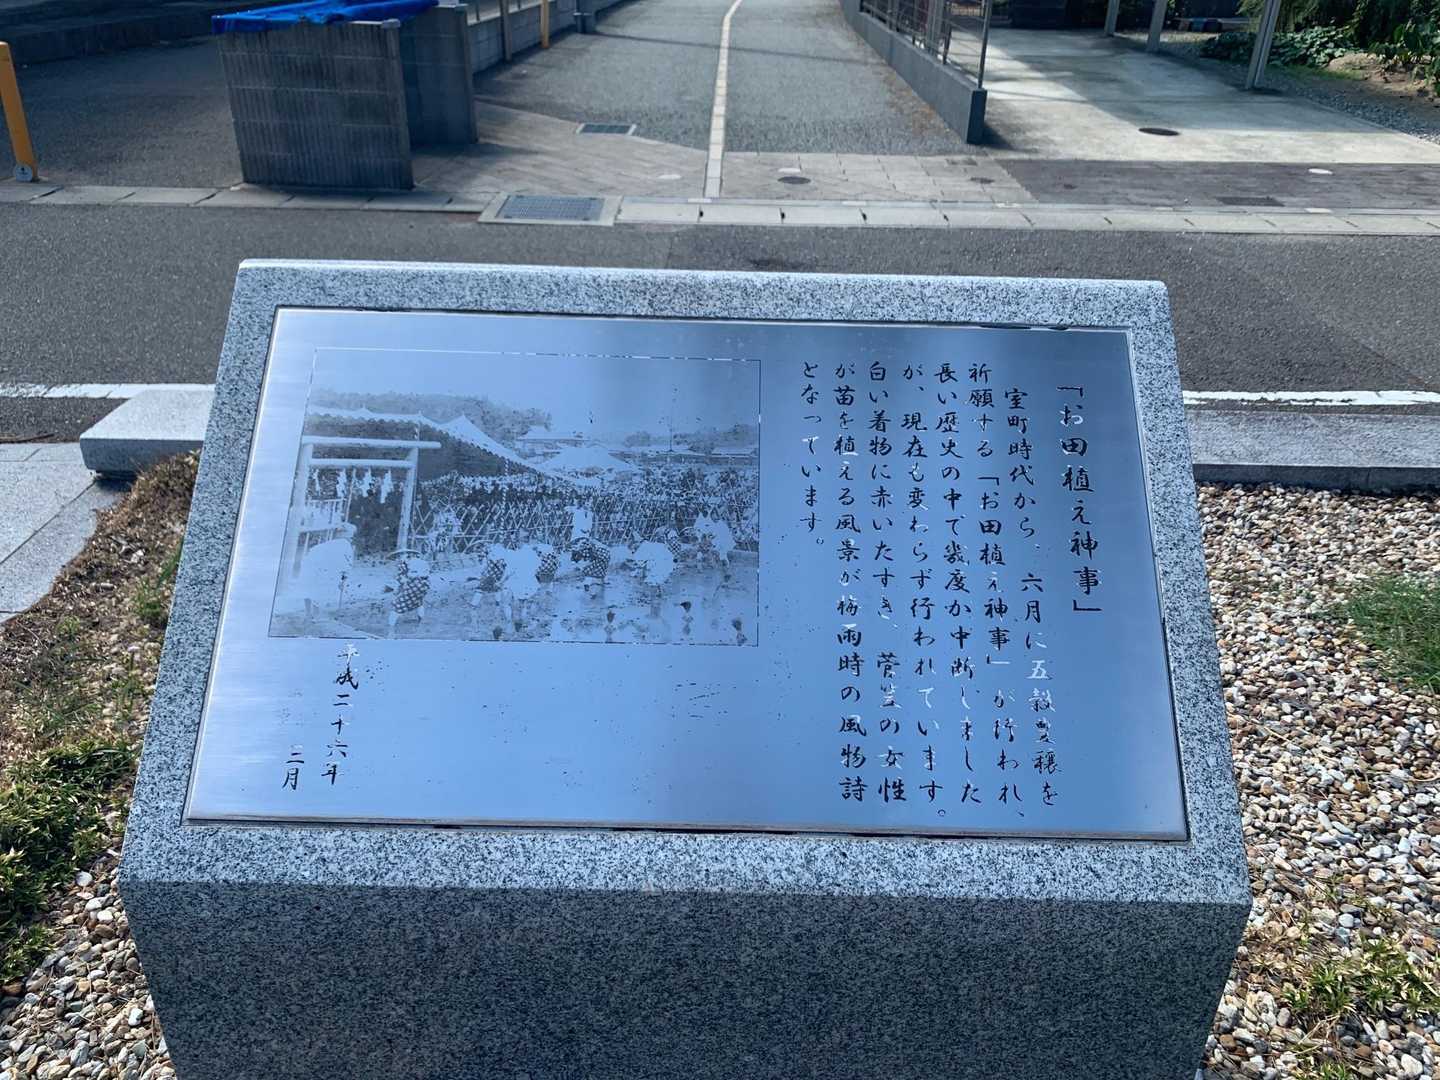 「お田植え神事」
室町時代から、六月に五穀豊穣を
祈願する「お田植え神事」が行われ、
長い歴史の中で幾度か中断しました
が、現在も変わらず行われています。
白い着物に赤いたすき、菅笠の女性
が苗を植える風景が梅雨時の風物詩
となっています。
平成二十六年
三月